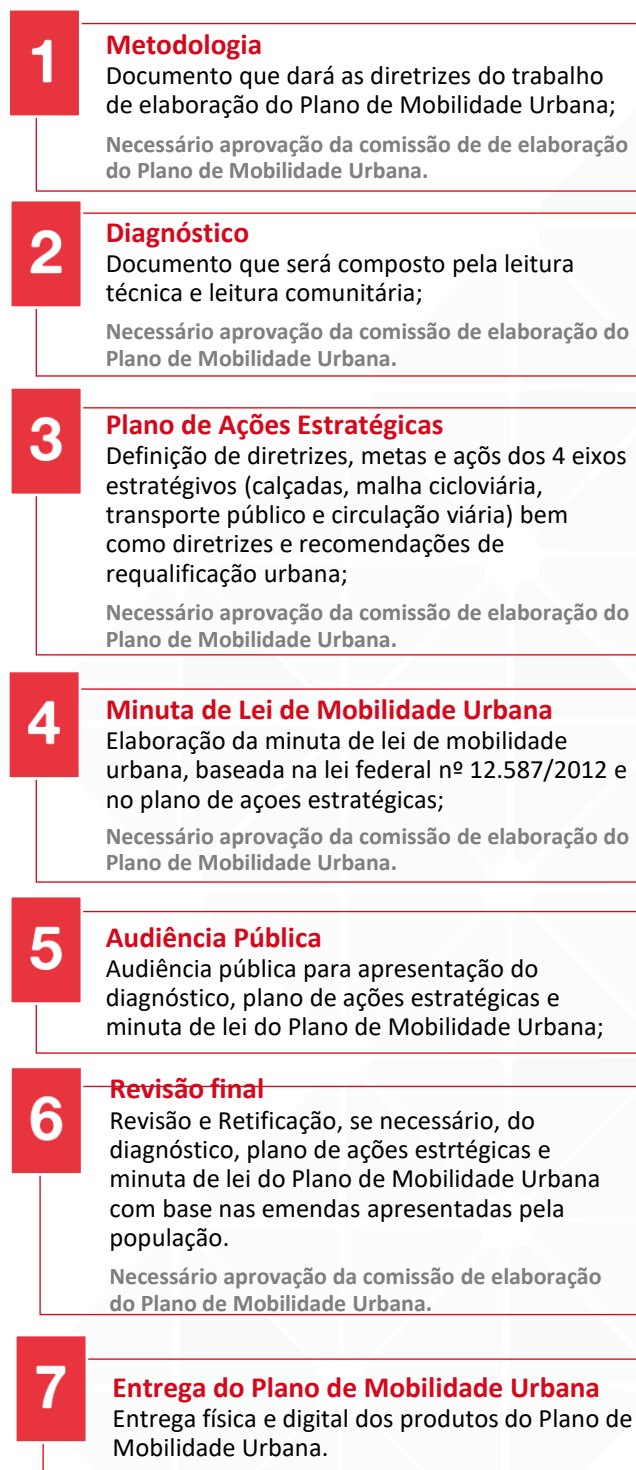 1
Metodologia
Documento que dará as diretrizes do trabalho
de elaboração do Plano de Mobilidade Urbana;
Necessário aprovação da comissão de de elaboração
do Plano de Mobilidade Urbana.
2
Diagnóstico
Documento que será composto pela leitura
técnica e leitura comunitária;
Necessário aprovação da comissão de elaboração do
Plano de Mobilidade Urbana.
3
Plano de Ações Estratégicas
Definição de diretrizes, metas e açõs dos 4 eixos
estratégivos (calçadas, malha cicloviária,
transporte público e circulação viária) bem
como diretrizes e recomendações de
requalificação urbana;
Necessário aprovação da comissão de elaboração do
Plano de Mobilidade Urbana.
4
Minuta de Lei de Mobilidade Urbana
Elaboração da minuta de lei de mobilidade
urbana, baseada na lei federal nº 12.587/2012 e
no plano de açoes estratégicas;
Necessário aprovação da comissão de elaboração do
Plano de Mobilidade Urbana.
5
Audiência Pública
Audiência pública para apresentação do
diagnóstico, plano de ações estratégicas e
minuta de lei do Plano de Mobilidade Urbana;
6
Revisão final
Revisão e Retificação, se necessário, do
diagnóstico, plano de ações estrtégicas e
minuta de lei do Plano de Mobilidade Urbana
com base nas emendas apresentadas pela
população.
Necessário aprovação da comissão de elaboração
do Plano de Mobilidade Urbana.
7
Entrega do Plano de Mobilidade Urbana
Entrega física e digital dos produtos do Plano de
Mobilidade Urbana.